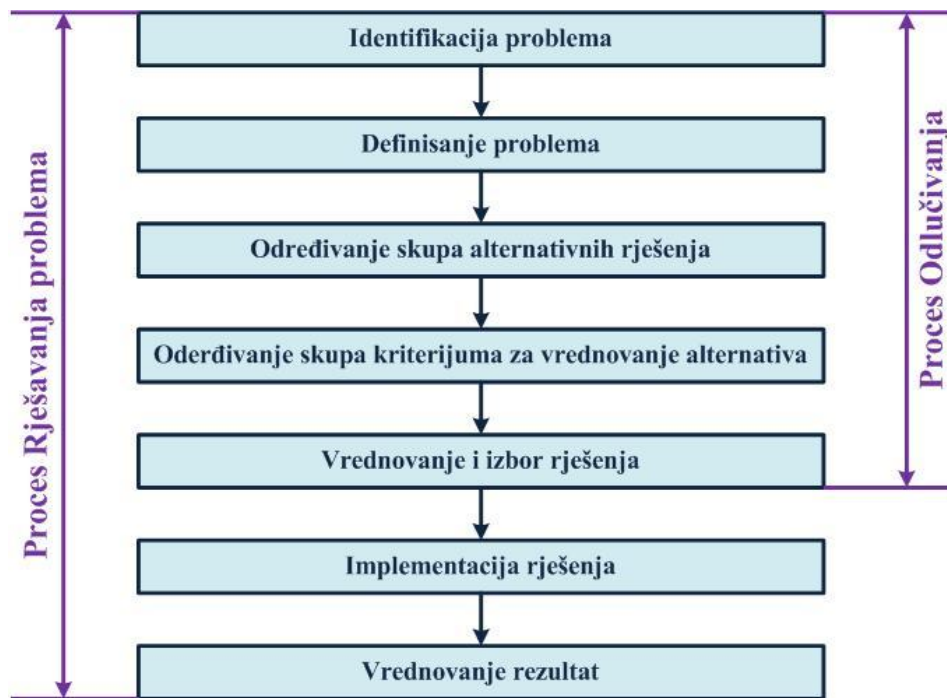 Identifikacija problema
Definisanje problema
Određivanje skupa alternativnih rješenja
Oderđivanje skupa kriterijuma za vrednovanje alternativa
Vrednovanje i izbor rješenja
Implementacija rješenja
Vrednovanje rezultat
Proces Rješavanja problema
Proces Odlučivanja